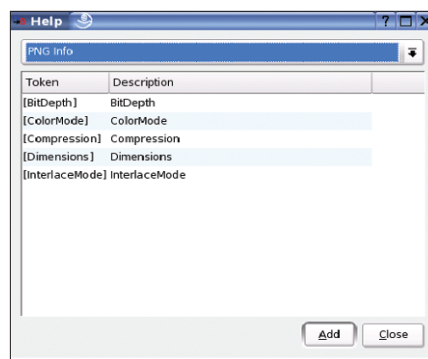 Help ?
PNG Info
Token Description
[BitDepth] BitDepth
[ColorMode] ColorMode
[Compression] Compression
[Dimensions] Dimensions
[InterlaceMode] InterlaceMode
Add Close